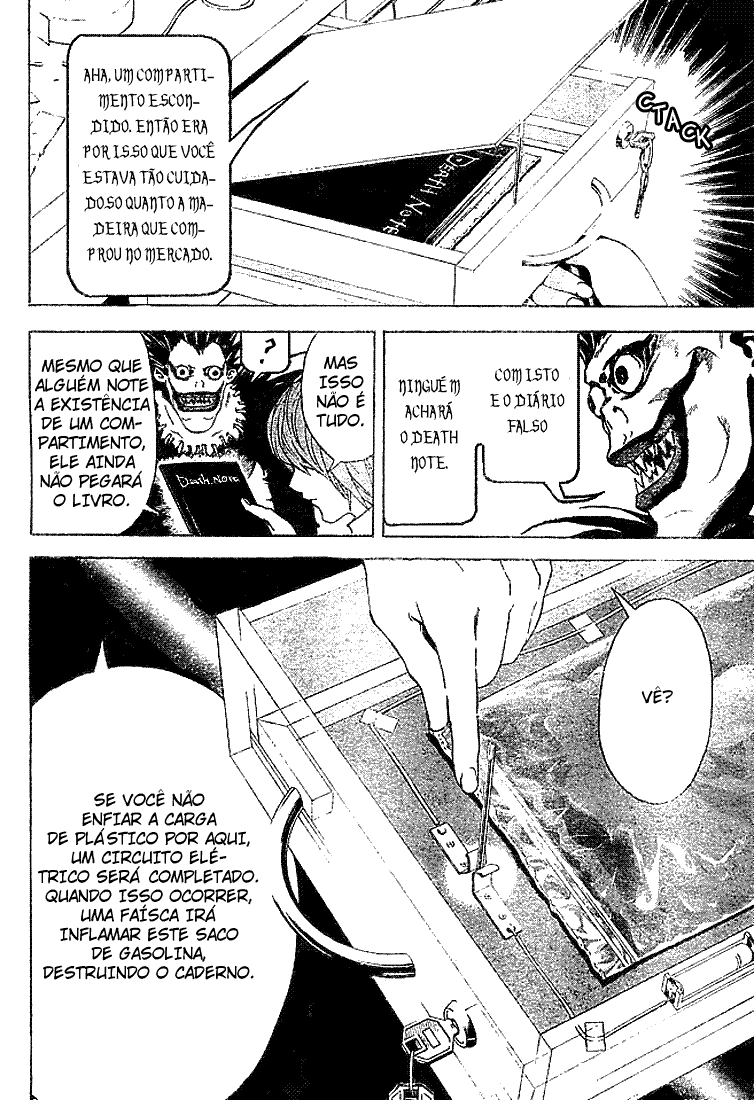 AHA, UM COMPARTI-
MENTO ESCON-
DIDO. ENTÃO ERA
POR ISSO QUE VOCÊ
ESTAVA TÃO CUIDA-
DOSO QUANTO A MA-
DEIRA QUE COM-
PROU NO MERCADO.
CTACK
Death Note
COM ISTO
E O DIÁRIO
FALSO
NINGUÉM
ACHARÁ
O DEATH
NOTE.
MAS
ISSO
NÃO É
TUDO.
?
MESMO QUE
ALGUÉM NOTE
A EXISTÊNCIA
DE UM COM-
PARTIMENTO,
ELE AINDA
NÃO PEGARÁ
O LIVRO.
Death Note
VÊ?
SE VOCÊ NÃO
ENFIAR A CARGA
DE PLÁSTICO POR AQUI,
UM CIRCUITO ELÉ-
TRICO SERÁ COMPLETADO.
QUANDO ISSO OCORRER,
UMA FAÍSCA IRÁ
INFLAMAR ESTE SACO
DE GASOLINA,
DESTRUINDO O CADERNO.